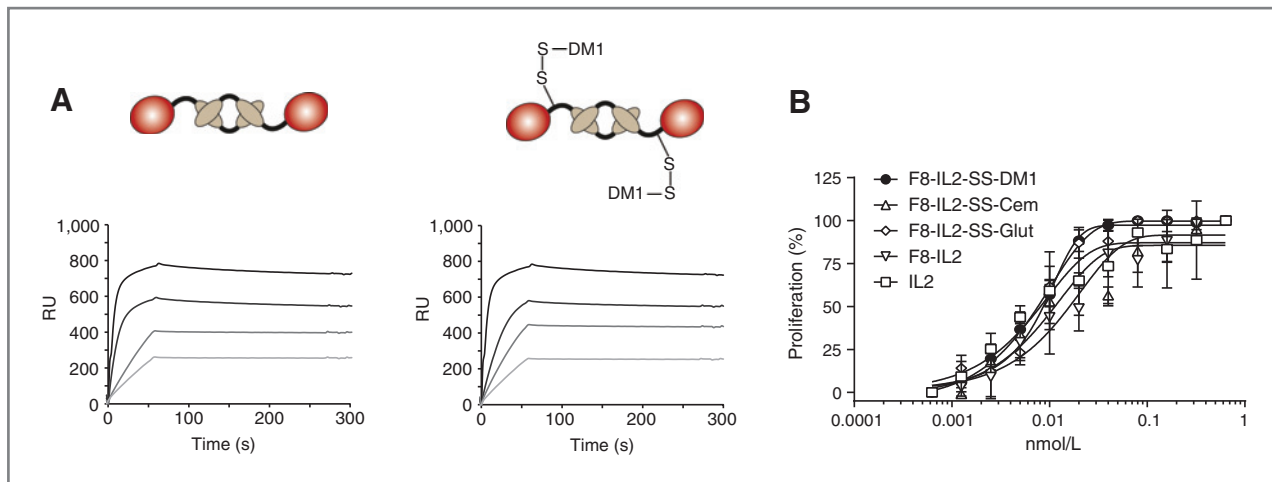 A
S—DM1
S
S
DM1—S
1,000
800
600
400
200
0
RU
0 100 200 300
Time (s)
1,000
800
600
400
200
0
RU
0 100 200 300
Time (s)
B
F8-IL2-SS-DM1
F8-IL2-SS-Cem
F8-IL2-SS-Glut
F8-IL2
IL2
125
100
75
50
25
0
Proliferation (%)
0.0001 0.001 0.01 0.1 1
nmol/L